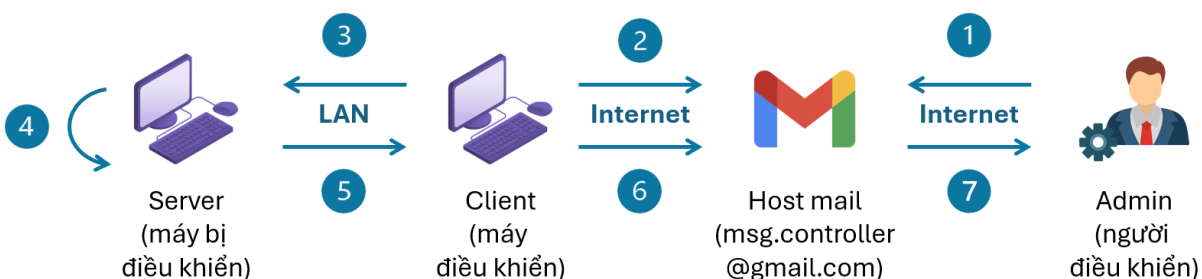 3
2
1
4
LAN
Internet
Internet
5
6
7
Server
(máy bị
điều khiển)
Client
(máy
điều khiển)
Host mail
(msg.controller
@gmail.com)
Admin
(người
điều khiển)